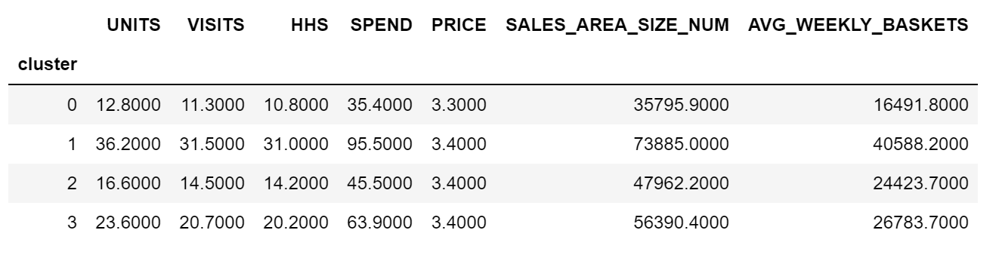 UNITS VISITS HHS SPEND PRICE SALES_AREA_SIZE_NUM AVG_WEEKLY_BASKETS
cluster
0 12.8000 11.3000 10.8000 35.4000 3.3000 35795.9000 16491.8000
1 36.2000 31.5000 31.0000 95.5000 3.4000 73885.0000 40588.2000
2 16.6000 14.5000 14.2000 45.5000 3.4000 47962.2000 24423.7000
3 23.6000 20.7000 20.2000 63.9000 3.4000 56390.4000 26783.7000